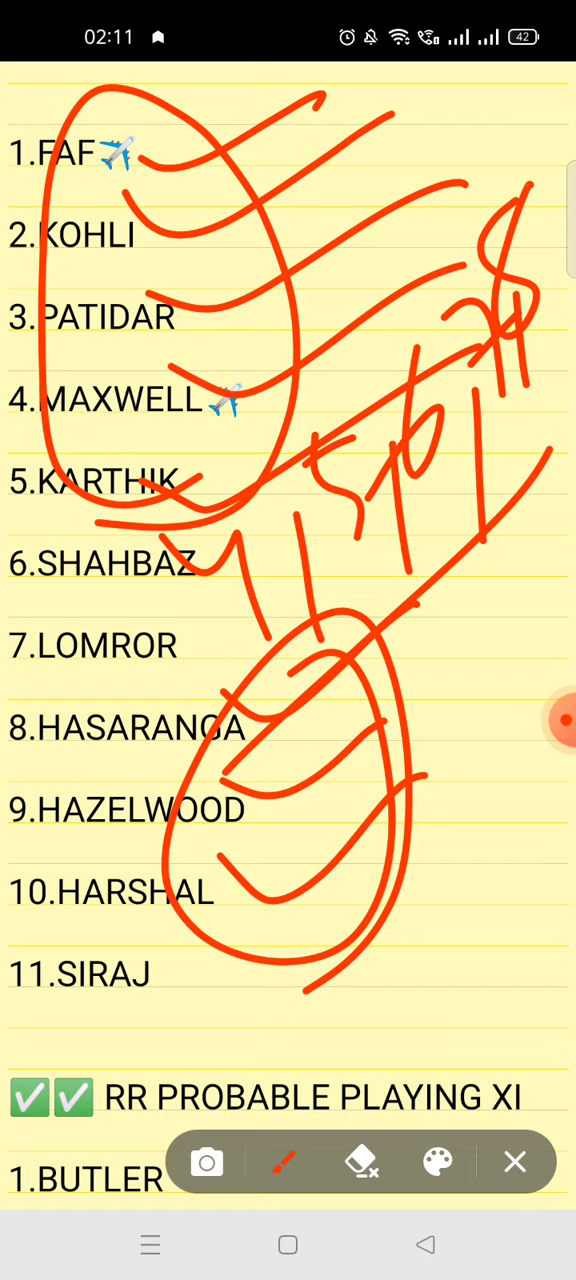 02:11
42
1.FAF✈️
2.KOHLI
3.PATIDAR
4.MAXWELL✈️
5.KARTHIK
6.SHAHBAZ
7.LOMROR
8.HASARANGA
9.HAZELWOOD
10.HARSHAL
11.SIRAJ
✅✅ RR PROBABLE PLAYING XI
1.BUTLER